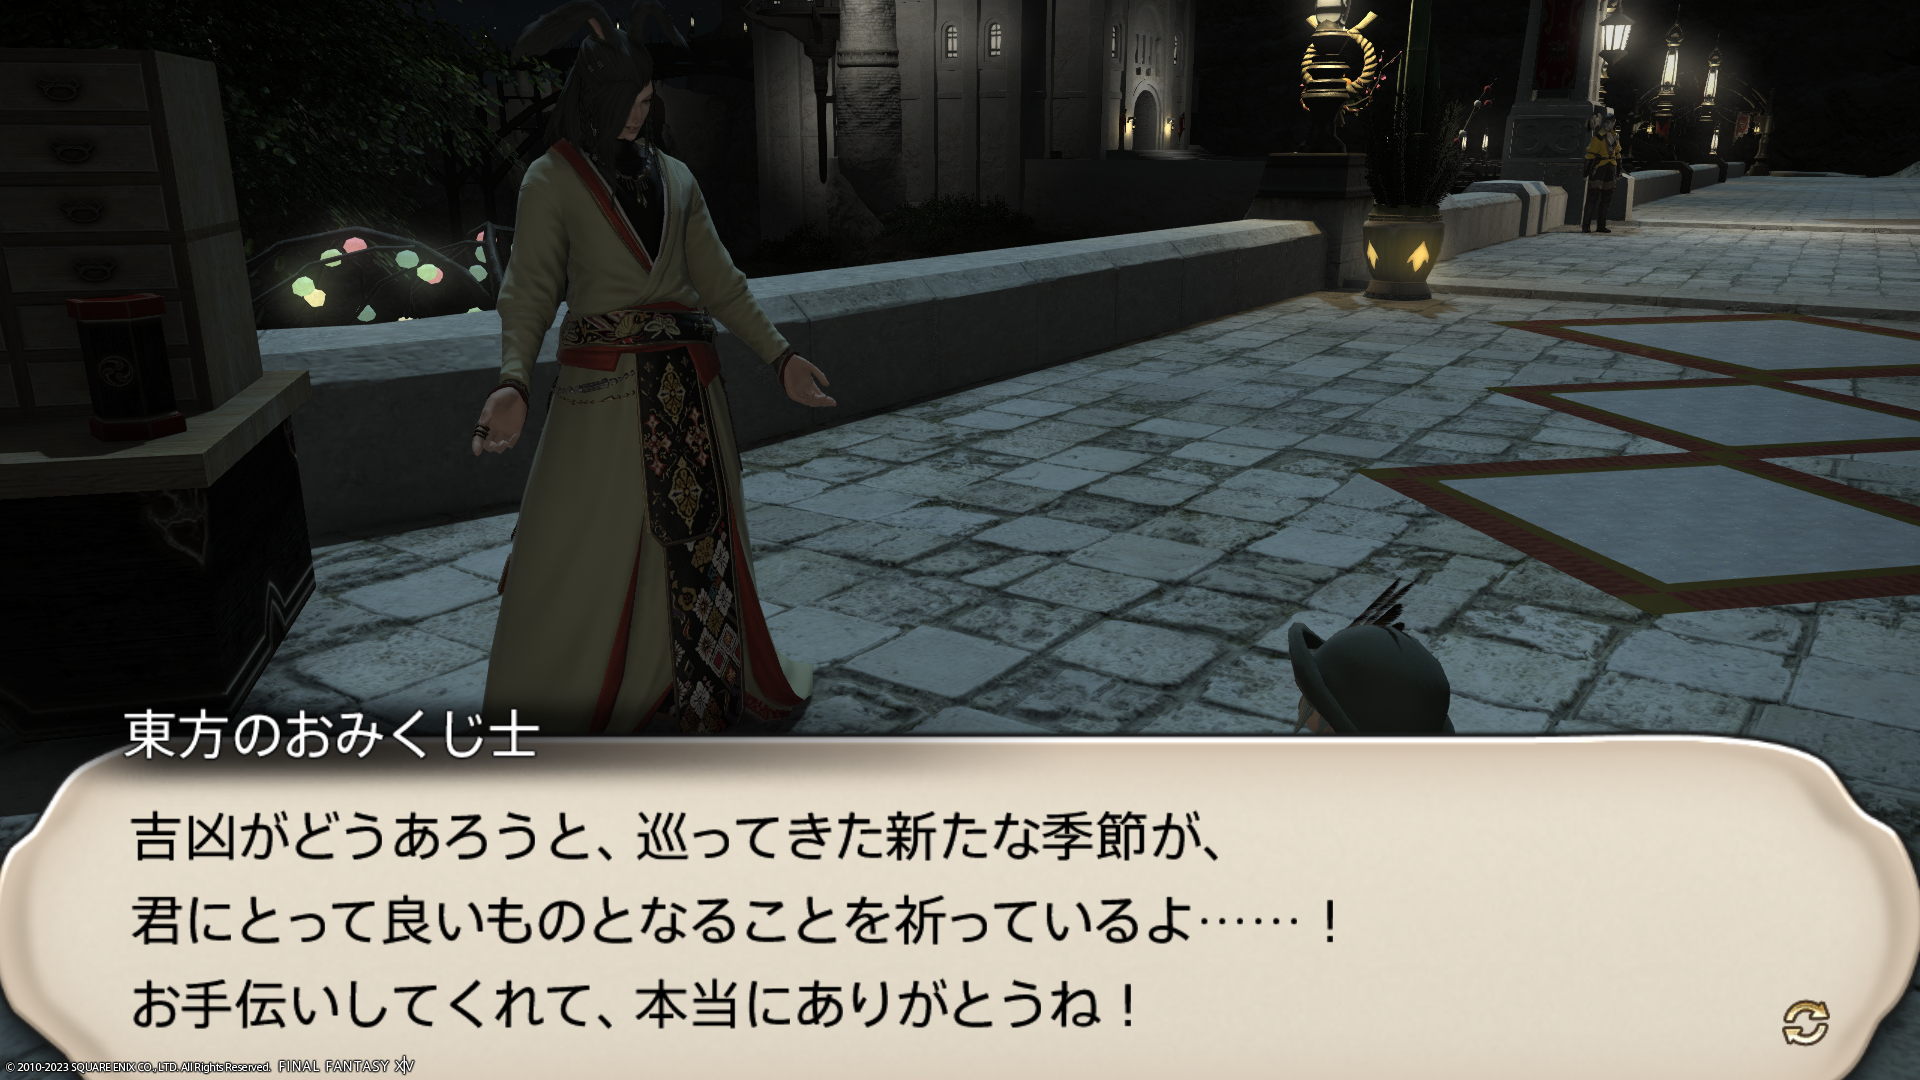 東方のおみくじ士
吉凶がどうあろうと、巡ってきた新たな季節が、
君にとって良いものとなることを祈っているよ……！
お手伝いしてくれて、本当にありがとうね！
© 2010-2023 SQUARE ENIX CO., LTD. All Rights Reserved. FINAL FANTASY XIV